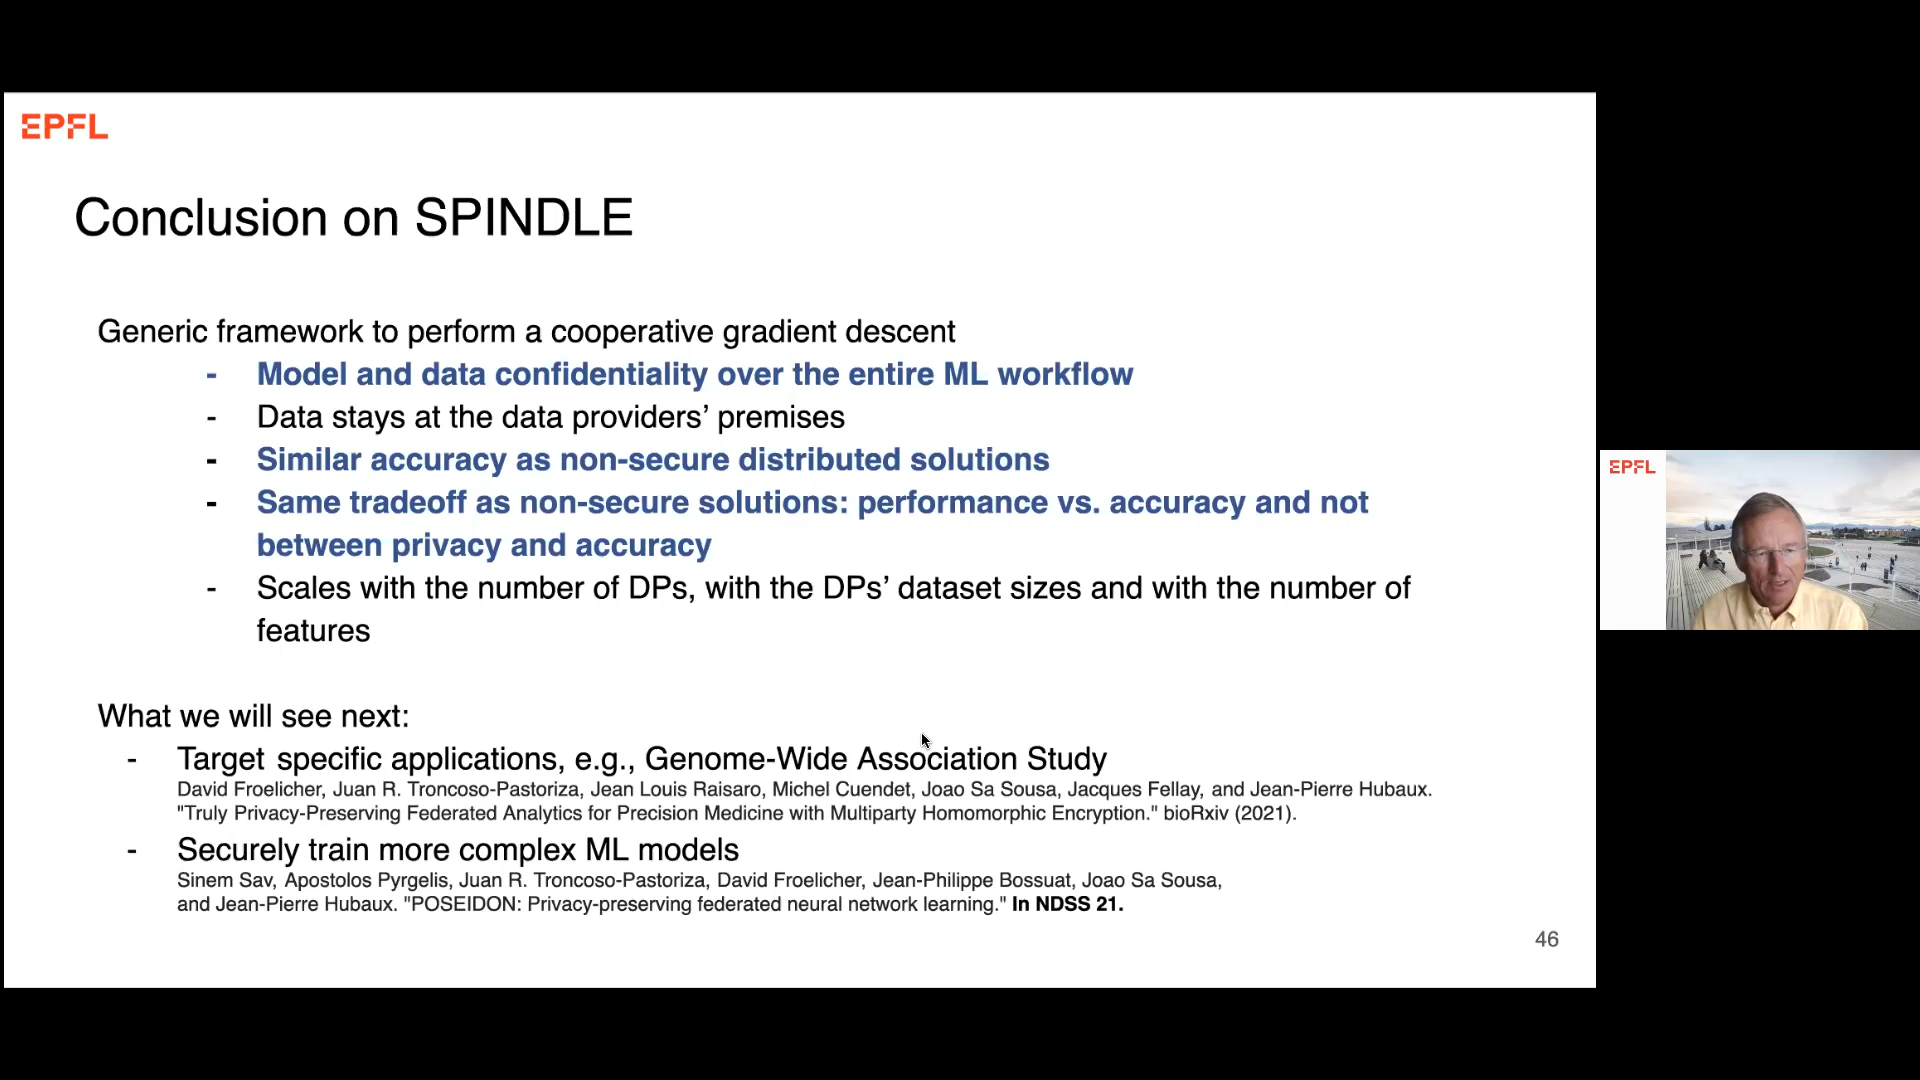 EPFL
Conclusion on SPINDLE
Generic framework to perform a cooperative gradient descent
- Model and data confidentiality over the entire ML workflow
- Data stays at the data providers’ premises
- Similar accuracy as non-secure distributed solutions
- Same tradeoff as non-secure solutions: performance vs. accuracy and not
between privacy and accuracy
- Scales with the number of DPs, with the DPs’ dataset sizes and with the number of
features
What we will see next:
- Target specific applications, e.g., Genome-Wide Association Study
David Froelicher, Juan R. Troncoso-Pastoriza, Jean Louis Raisaro, Michel Cuendet, Joao Sa Sousa, Jacques Fellay, and Jean-Pierre Hubaux.
"Truly Privacy-Preserving Federated Analytics for Precision Medicine with Multiparty Homomorphic Encryption." bioRxiv (2021).
- Securely train more complex ML models
Sinem Sav, Apostolos Pyrgelis, Juan R. Troncoso-Pastoriza, David Froelicher, Jean-Philippe Bossuat, Joao Sa Sousa,
and Jean-Pierre Hubaux. "POSEIDON: Privacy-preserving federated neural network learning." In NDSS 21.
46
EPFL